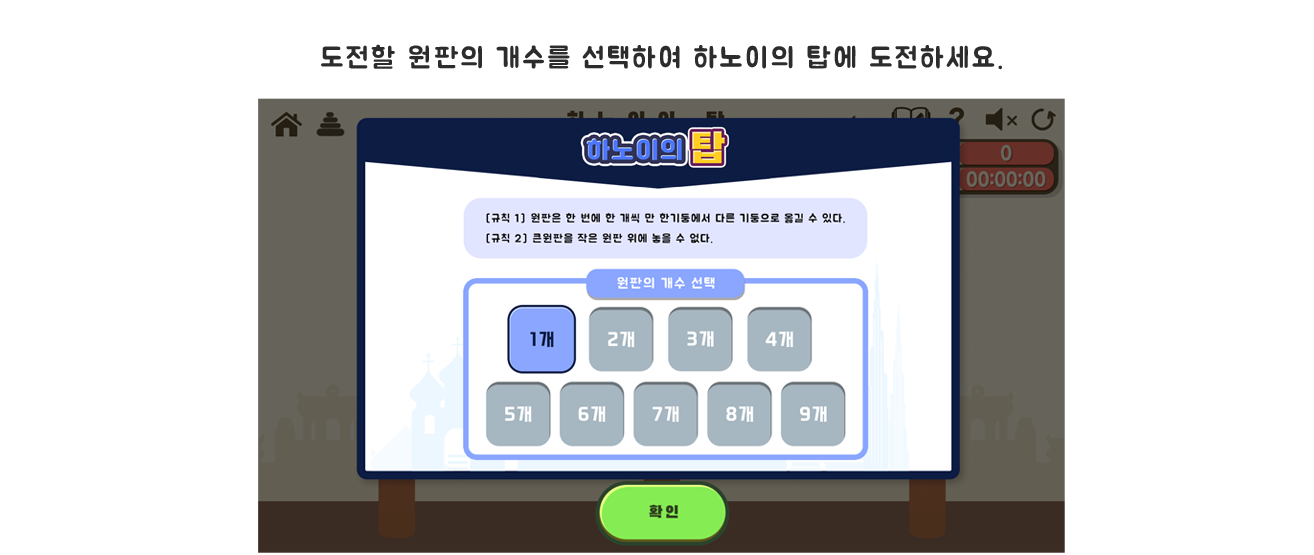 도전할 원판의 개수를 선택하여 하노이의 탑에 도전하세요.
하노이의 탑
?
0
00:00:00
하노이의 탑
(규칙 1) 원판은 한 번에 한 개씩 만 한기둥에서 다른 기둥으로 옮길 수 있다.
(규칙 2) 큰원판을 작은 원판 위에 놓을 수 없다.
원판의 개수 선택
1개 2개 3개 4개
5개 6개 7개 8개 9개
확인